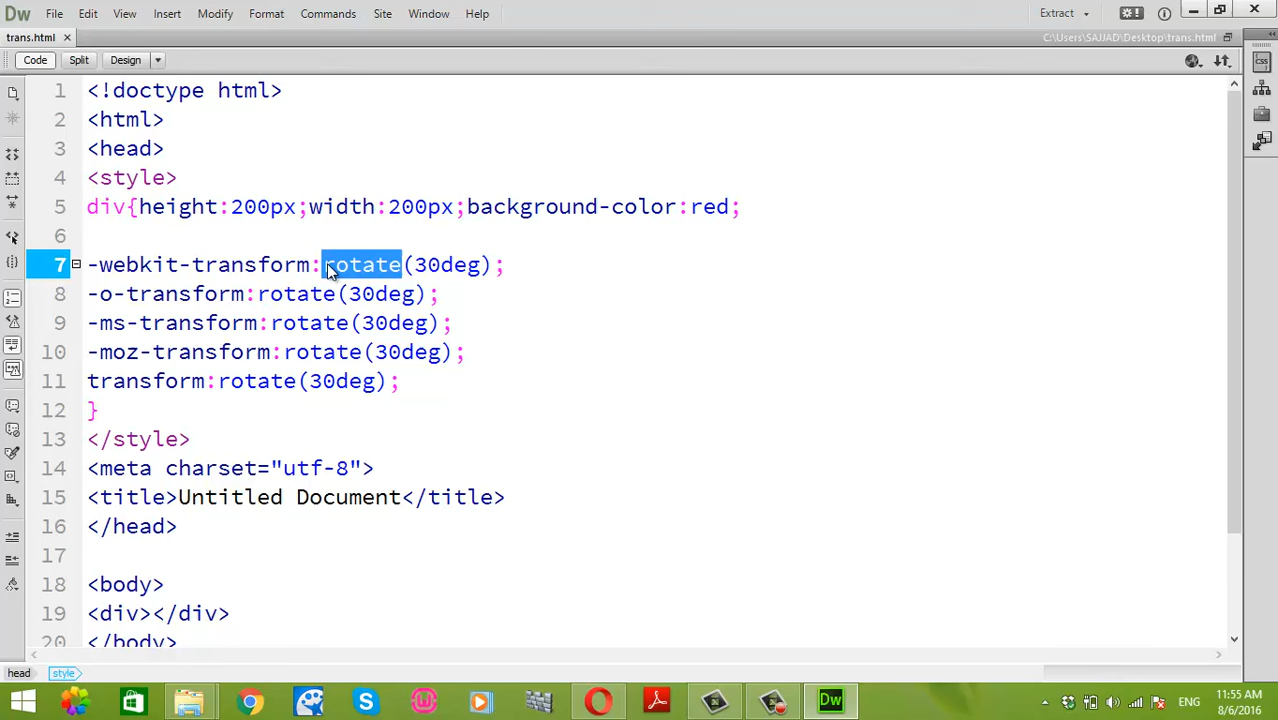 Dw File Edit View Insert Modify Format Commands Site Window Help Extract
trans.html × C:\Users\SAJJAD\Desktop\trans.html
Code Split Design
1 <!doctype html>
2 <html>
3 <head>
4 <style>
5 div{height:200px;width:200px;background-color:red;
6
7 -webkit-transform:rotate(30deg);
8 -o-transform:rotate(30deg);
9 -ms-transform:rotate(30deg);
10 -moz-transform:rotate(30deg);
11 transform:rotate(30deg);
12 }
13 </style>
14 <meta charset="utf-8">
15 <title>Untitled Document</title>
16 </head>
17
18 <body>
19 <div></div>
20 </body>
head style
Dw ENG 11:55 AM
8/6/2016